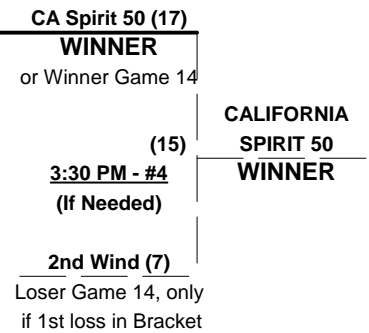 CA Spirit 50 (17)
WINNER
or Winner Game 14
CALIFORNIA
(15)
SPIRIT 50
3:30 PM - #4
WINNER
(If Needed)
2nd Wind (7)
Loser Game 14, only
if 1st loss in Bracket